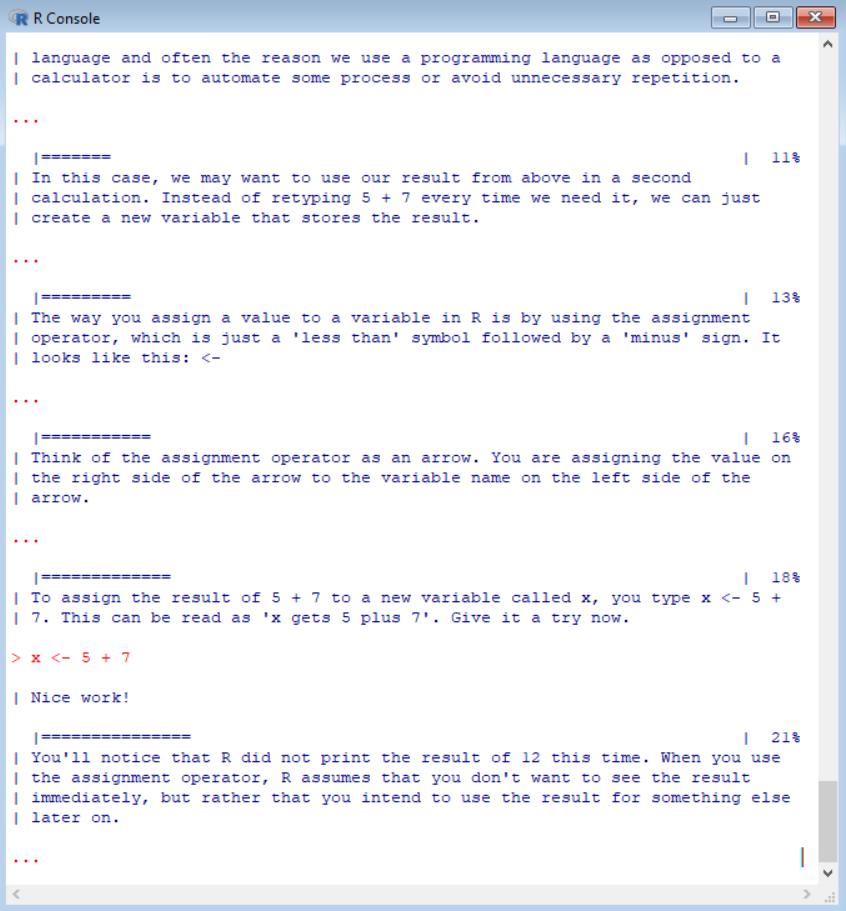 R Console
| language and often the reason we use a programming language as opposed to a
| calculator is to automate some process or avoid unnecessary repetition.
...
|======= | 11%
| In this case, we may want to use our result from above in a second
| calculation. Instead of retyping 5 + 7 every time we need it, we can just
| create a new variable that stores the result.
...
|========= | 13%
| The way you assign a value to a variable in R is by using the assignment
| operator, which is just a 'less than' symbol followed by a 'minus' sign. It
| looks like this: <-
...
|=========== | 16%
| Think of the assignment operator as an arrow. You are assigning the value on
| the right side of the arrow to the variable name on the left side of the
| arrow.
...
|============= | 18%
| To assign the result of 5 + 7 to a new variable called x, you type x <- 5 +
| 7. This can be read as 'x gets 5 plus 7'. Give it a try now.
> x <- 5 + 7
| Nice work!
|=============== | 21%
| You'll notice that R did not print the result of 12 this time. When you use
| the assignment operator, R assumes that you don't want to see the result
| immediately, but rather that you intend to use the result for something else
| later on.
...